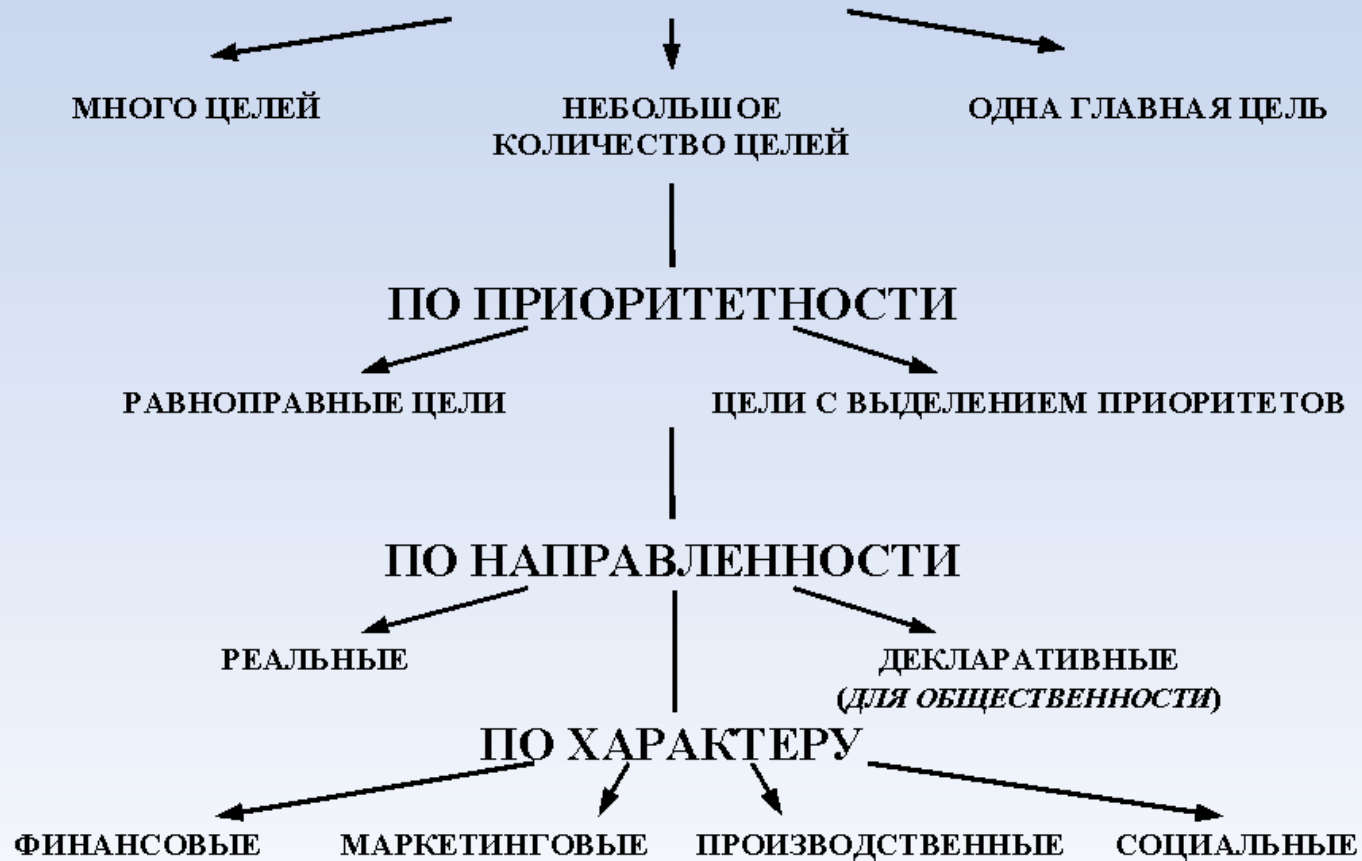 МНОГО ЦЕЛЕЙ
НЕБОЛЬШОЕ
КОЛИЧЕСТВО ЦЕЛЕЙ
ОДНА ГЛАВНАЯ ЦЕЛЬ
ПО ПРИОРИТЕТНОСТИ
РАВНОПРАВНЫЕ ЦЕЛИ
ЦЕЛИ С ВЫДЕЛЕНИЕМ ПРИОРИТЕТОВ
ПО НАПРАВЛЕННОСТИ
РЕАЛЬНЫЕ
ДЕКЛАРАТИВНЫЕ
(ДЛЯ ОБЩЕСТВЕННОСТИ)
ПО ХАРАКТЕРУ
ФИНАНСОВЫЕ
МАРКЕТИНГОВЫЕ
ПРОИЗВОДСТВЕННЫЕ
СОЦИАЛЬНЫЕ